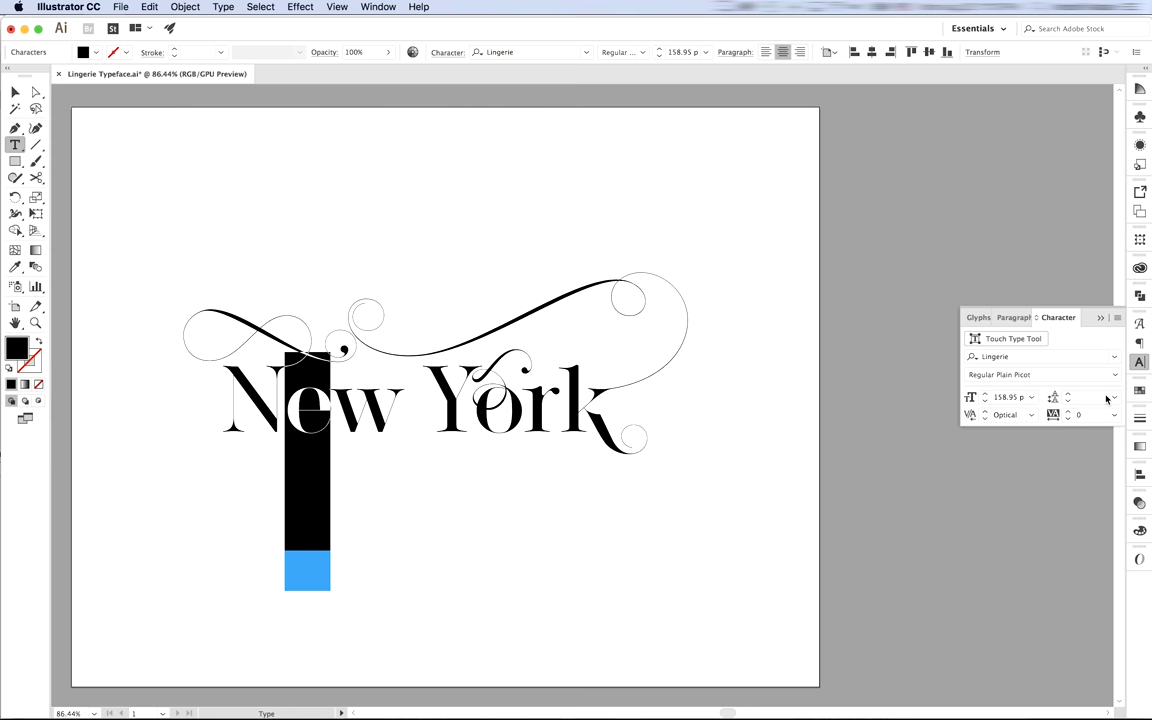 Illustrator CC File Edit Object Type Select Effect View Window Help
Ai Br St Essentials Search Adobe Stock
Characters Stroke: Opacity: 100% Character: Lingerie Regular ... 158.95 p Paragraph: Transform
× Lingerie Typeface.ai* @ 86.44% (RGB/GPU Preview)
New York
Glyphs Paragraph Character
Touch Type Tool
Lingerie
Regular Plain Picot
158.95 p
Optical 0
86.44% 1 Type